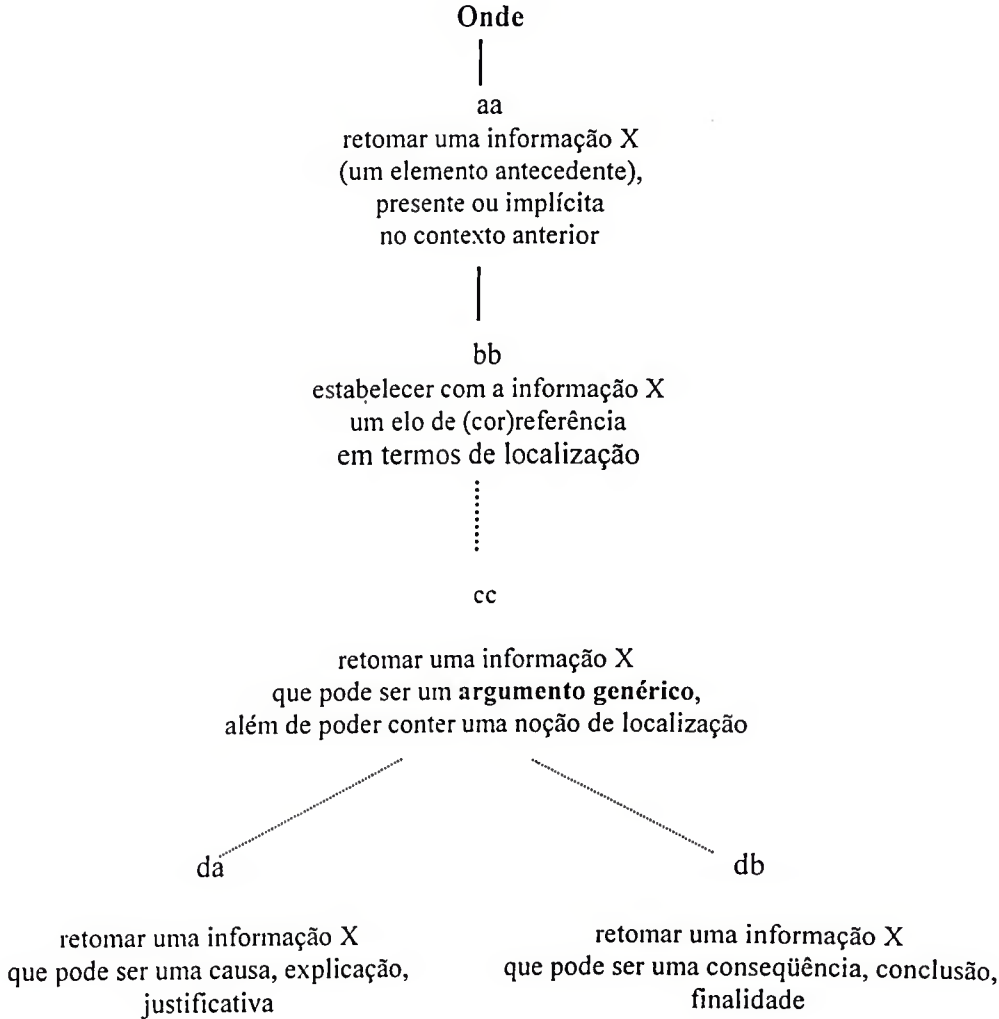 Onde
aa
retomar uma informação X
(um elemento antecedente),
presente ou implícita
no contexto anterior
bb
estabelecer com a informação X
um elo de (cor)referência
em termos de localização
cc
retomar uma informação X
que pode ser um argumento genérico,
além de poder conter uma noção de localização
da
retomar uma informação X
que pode ser uma causa, explicação,
justificativa
db
retomar uma informação X
que pode ser uma conseqüência, conclusão,
finalidade